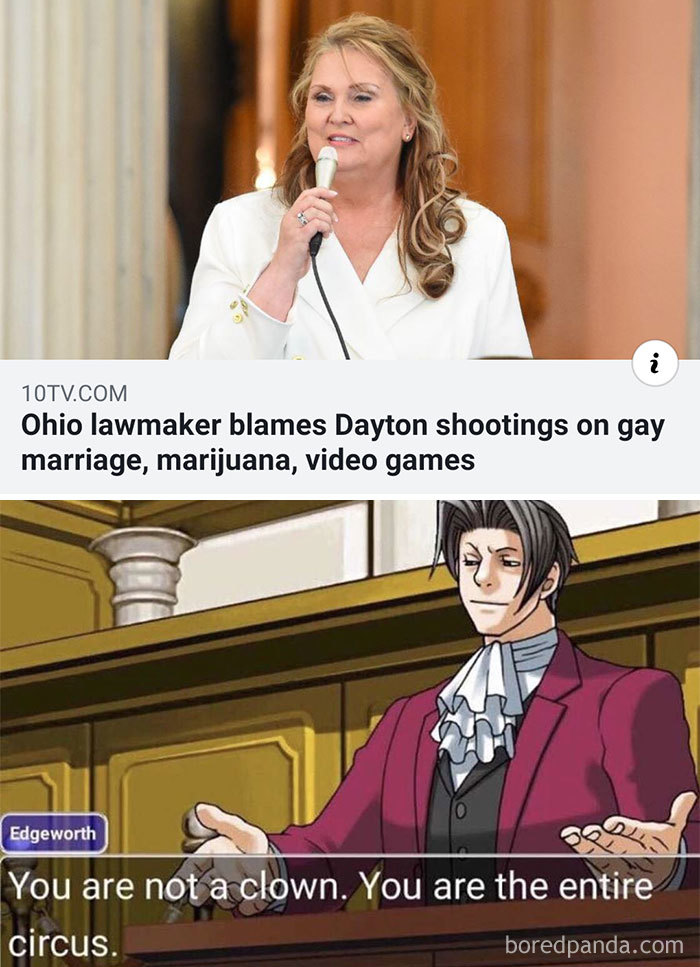 i
10TV.COM
Ohio lawmaker blames Dayton shootings on gay
marriage, marijuana, video games
Edgeworth
You are not a clown. You are the entire
circus.
boredpanda.com